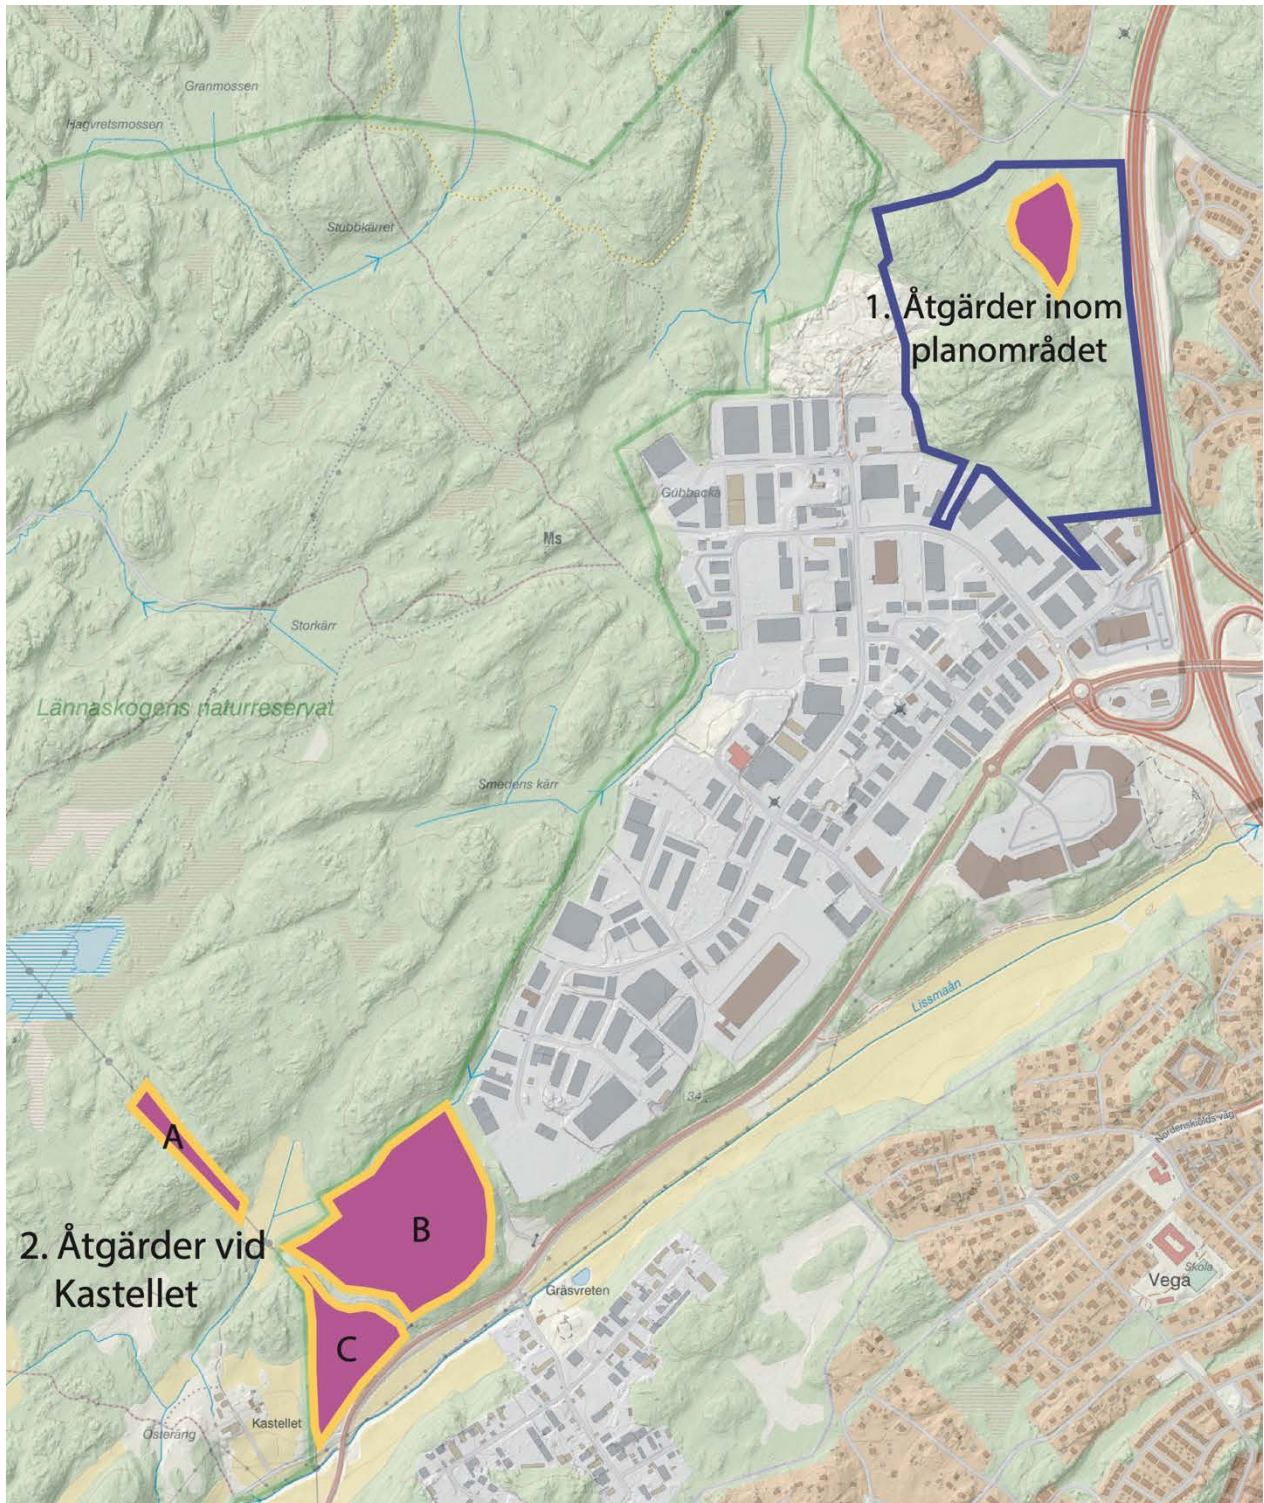 Granmossen
Hagvretsmossen
Stubbkärret
1. Åtgärder inom
planområdet
Gubbacka
Ms
Storkärr
Lännaskogens naturreservat
Smedens kärr
Lissmaån
34
Nordenskiölds väg
A
B
2. Åtgärder vid
Kastellet
Gräsvreten
Skola
Vega
C
Kastellet
Österäng